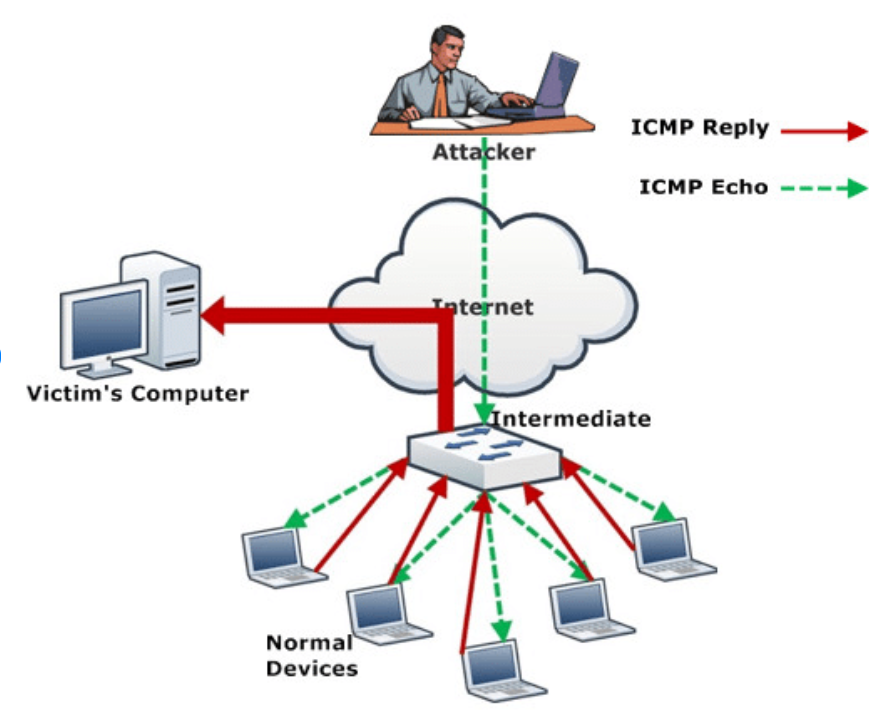 Attacker
ICMP Reply
ICMP Echo
Internet
Victim's Computer
Intermediate
Normal
Devices